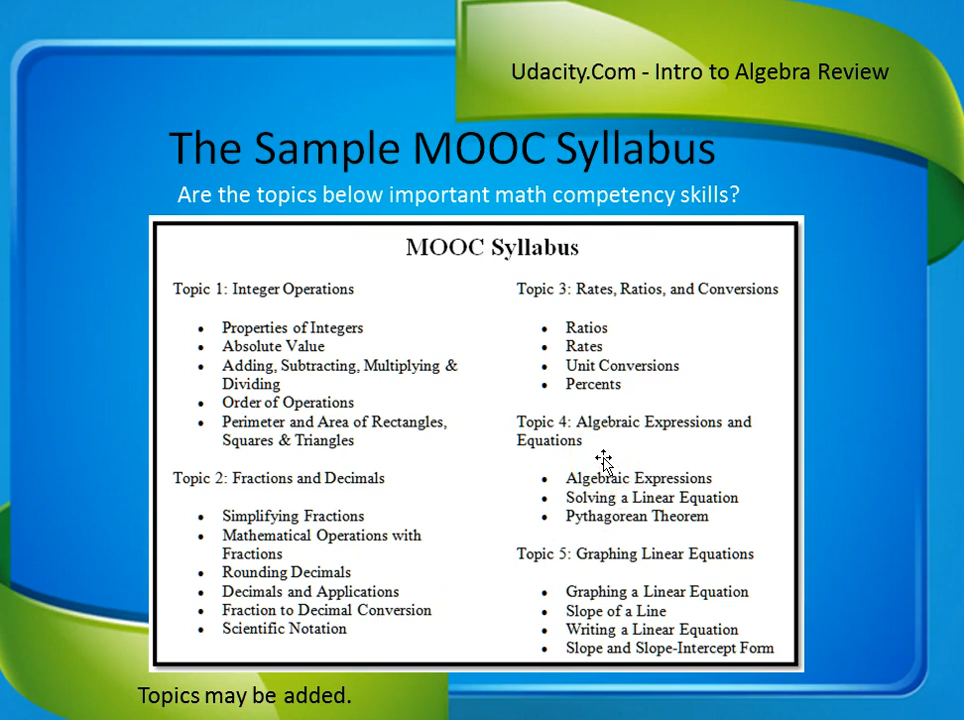 Udacity.Com - Intro to Algebra Review
The Sample MOOC Syllabus
Are the topics below important math competency skills?
MOOC Syllabus
Topic 1: Integer Operations
• Properties of Integers
• Absolute Value
• Adding, Subtracting, Multiplying &
Dividing
• Order of Operations
• Perimeter and Area of Rectangles,
Squares & Triangles
Topic 2: Fractions and Decimals
• Simplifying Fractions
• Mathematical Operations with
Fractions
• Rounding Decimals
• Decimals and Applications
• Fraction to Decimal Conversion
• Scientific Notation
Topic 3: Rates, Ratios, and Conversions
• Ratios
• Rates
• Unit Conversions
• Percents
Topic 4: Algebraic Expressions and
Equations
• Algebraic Expressions
• Solving a Linear Equation
• Pythagorean Theorem
Topic 5: Graphing Linear Equations
• Graphing a Linear Equation
• Slope of a Line
• Writing a Linear Equation
• Slope and Slope-Intercept Form
Topics may be added.